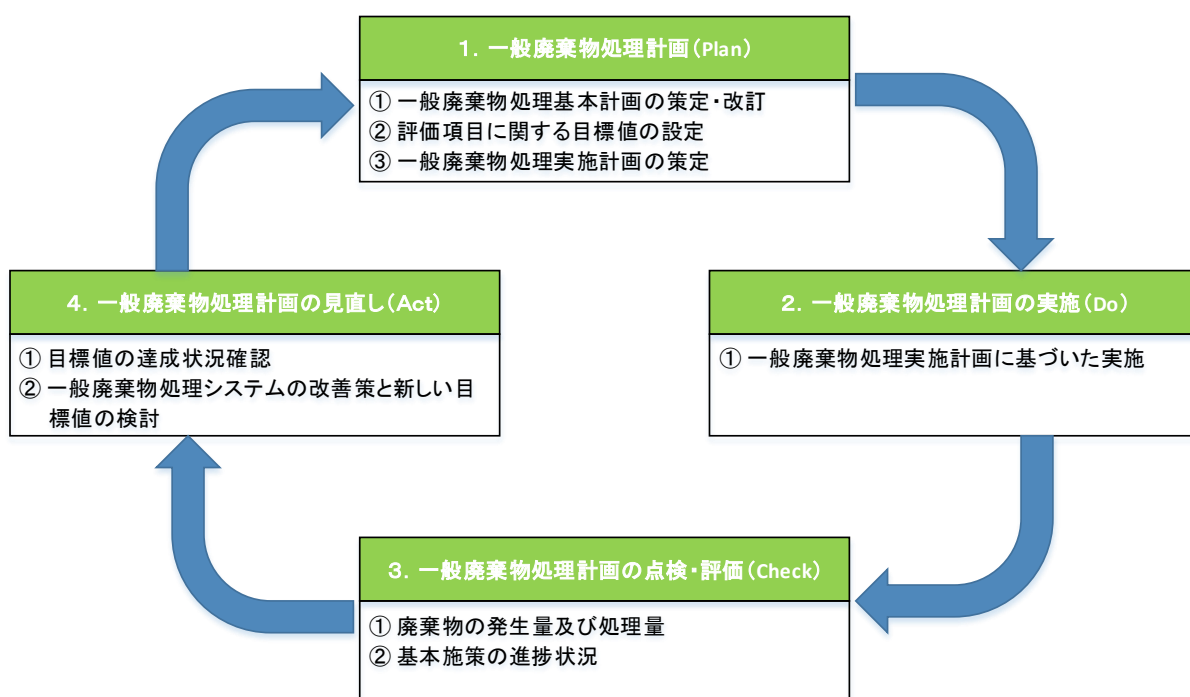 １．一般廃棄物処理計画（Plan）
① 一般廃棄物処理基本計画の策定・改訂
② 評価項目に関する目標値の設定
③ 一般廃棄物処理実施計画の策定
２．一般廃棄物処理計画の実施（Do）
① 一般廃棄物処理実施計画に基づいた実施
３．一般廃棄物処理計画の点検・評価（Check）
① 廃棄物の発生量及び処理量
② 基本施策の進捗状況
４．一般廃棄物処理計画の見直し（Act）
① 目標値の達成状況確認
② 一般廃棄物処理システムの改善策と新しい目
標値の検討